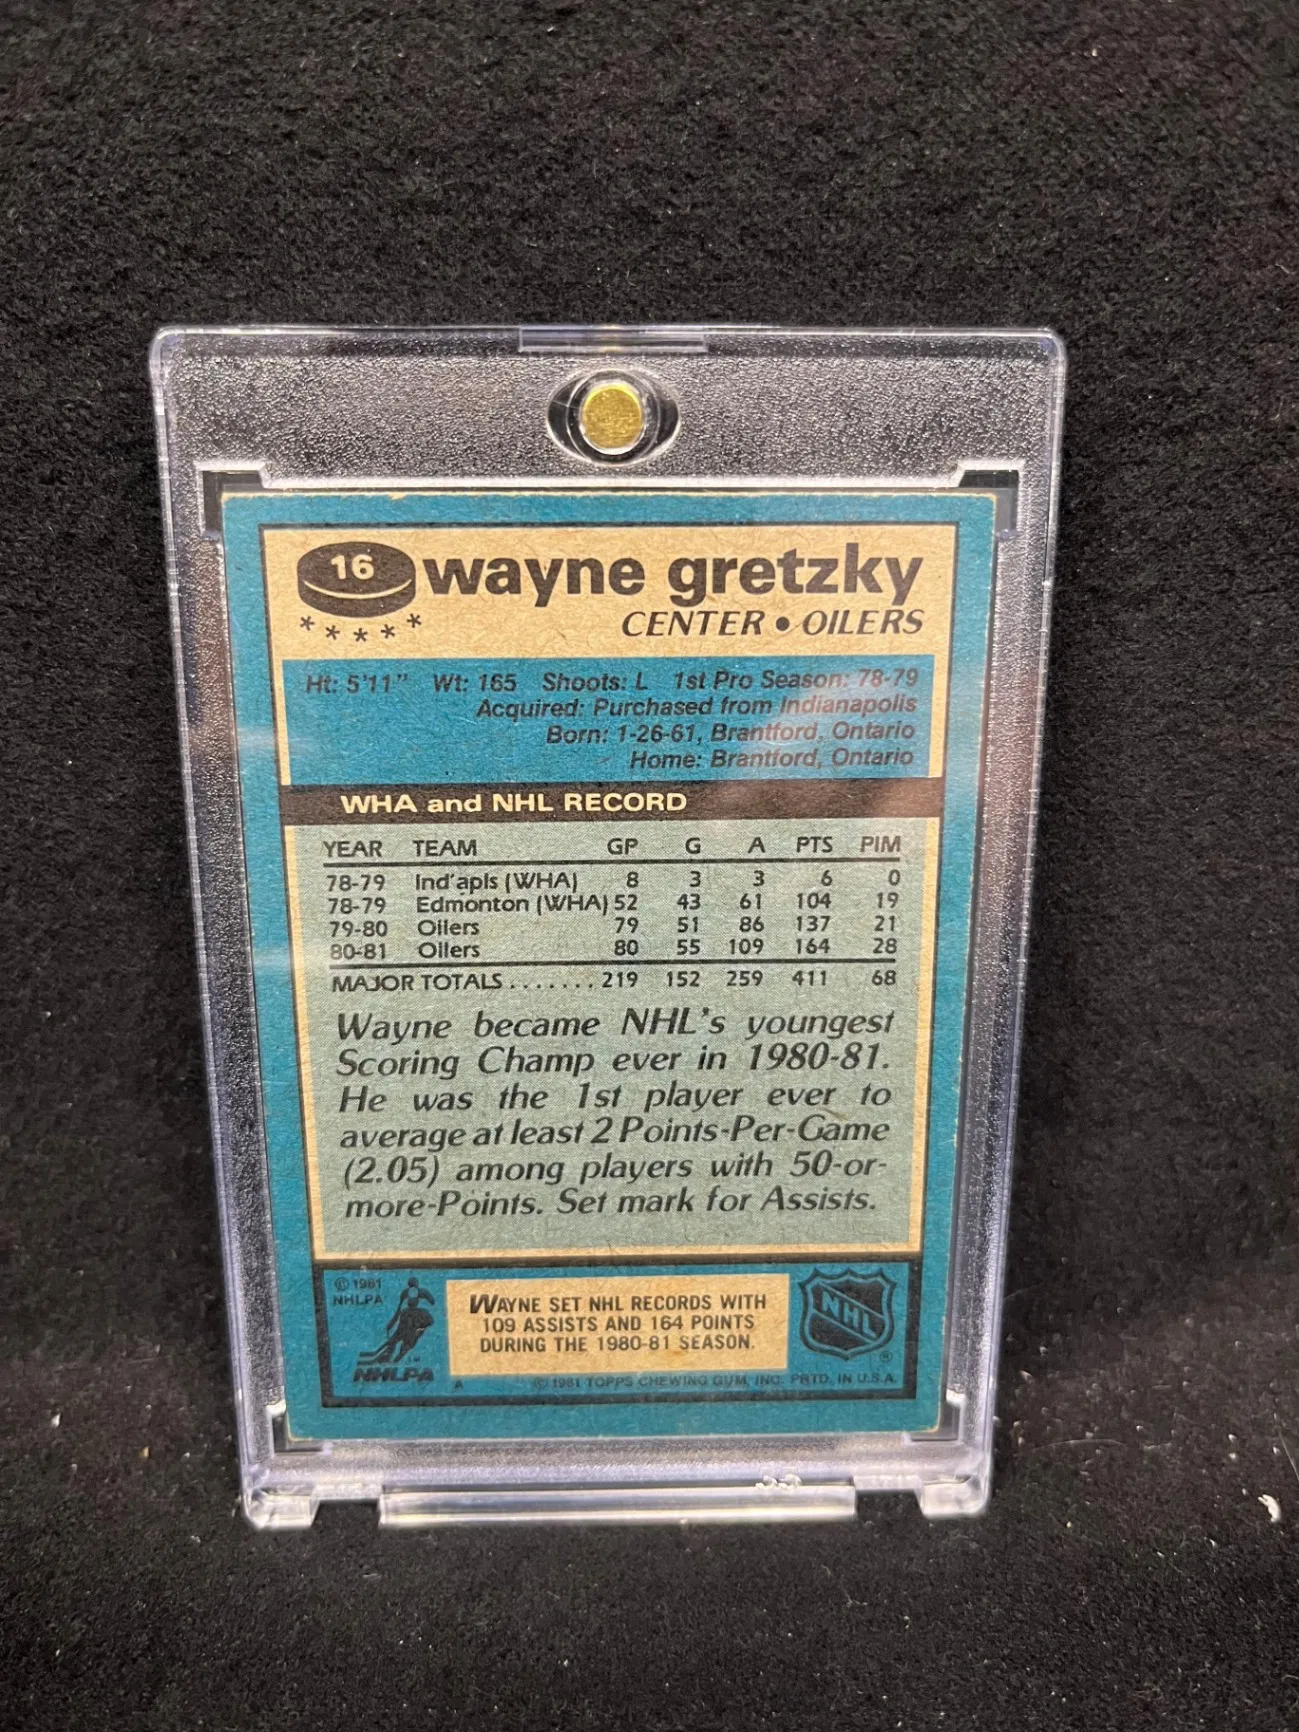 16 wayne gretzky
* * * * *
CENTER • OILERS
Ht: 5'11" Wt: 165 Shoots: L 1st Pro Season: 78-79
Acquired: Purchased from Indianapolis
Born: 1-26-61, Brantford, Ontario
Home: Brantford, Ontario
WHA and NHL RECORD
YEAR TEAM GP G A PTS PIM
78-79 Ind'apls (WHA) 8 3 3 6 0
78-79 Edmonton (WHA) 52 43 61 104 19
79-80 Oilers 79 51 86 137 21
80-81 Oilers 80 55 109 164 28
MAJOR TOTALS.......219 152 259 411 68
Wayne became NHL's youngest
Scoring Champ ever in 1980-81.
He was the 1st player ever to
average at least 2 Points-Per-Game
(2.05) among players with 50-or-
more-Points. Set mark for Assists.
© 1981
NHLPA
NHLPA
WAYNE SET NHL RECORDS WITH
109 ASSISTS AND 164 POINTS
DURING THE 1980-81 SEASON.
NHL
®
A © 1981 TOPPS CHEWING GUM, INC. PRTD. IN U.S.A.